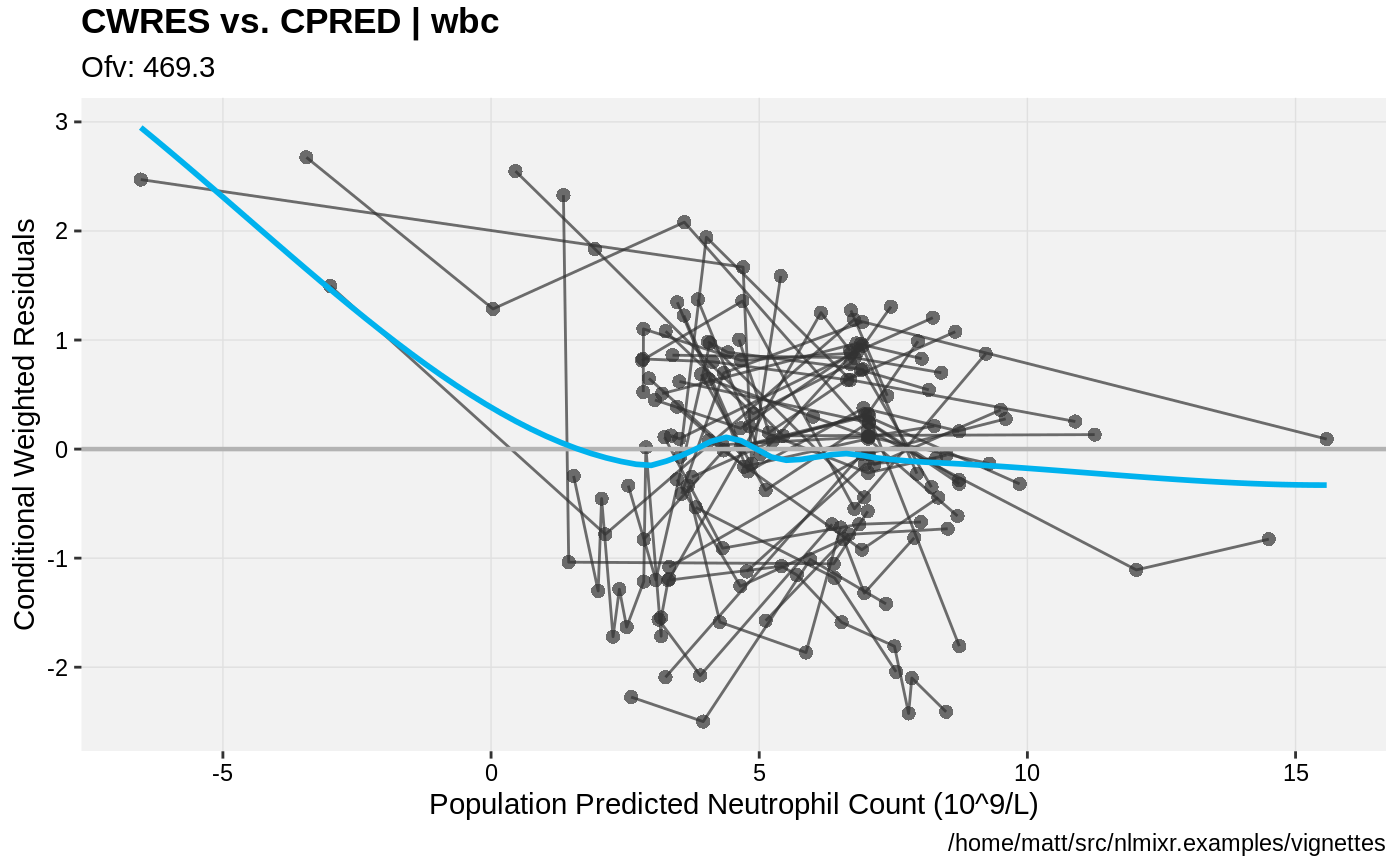 CWRES vs. CPRED | wbc
Ofv: 469.3
3
2
1
0
-1
-2
Conditional Weighted Residuals
-5 0 5 10 15
Population Predicted Neutrophil Count (10^9/L)
/home/matt/src/nlmixr.examples/vignettes